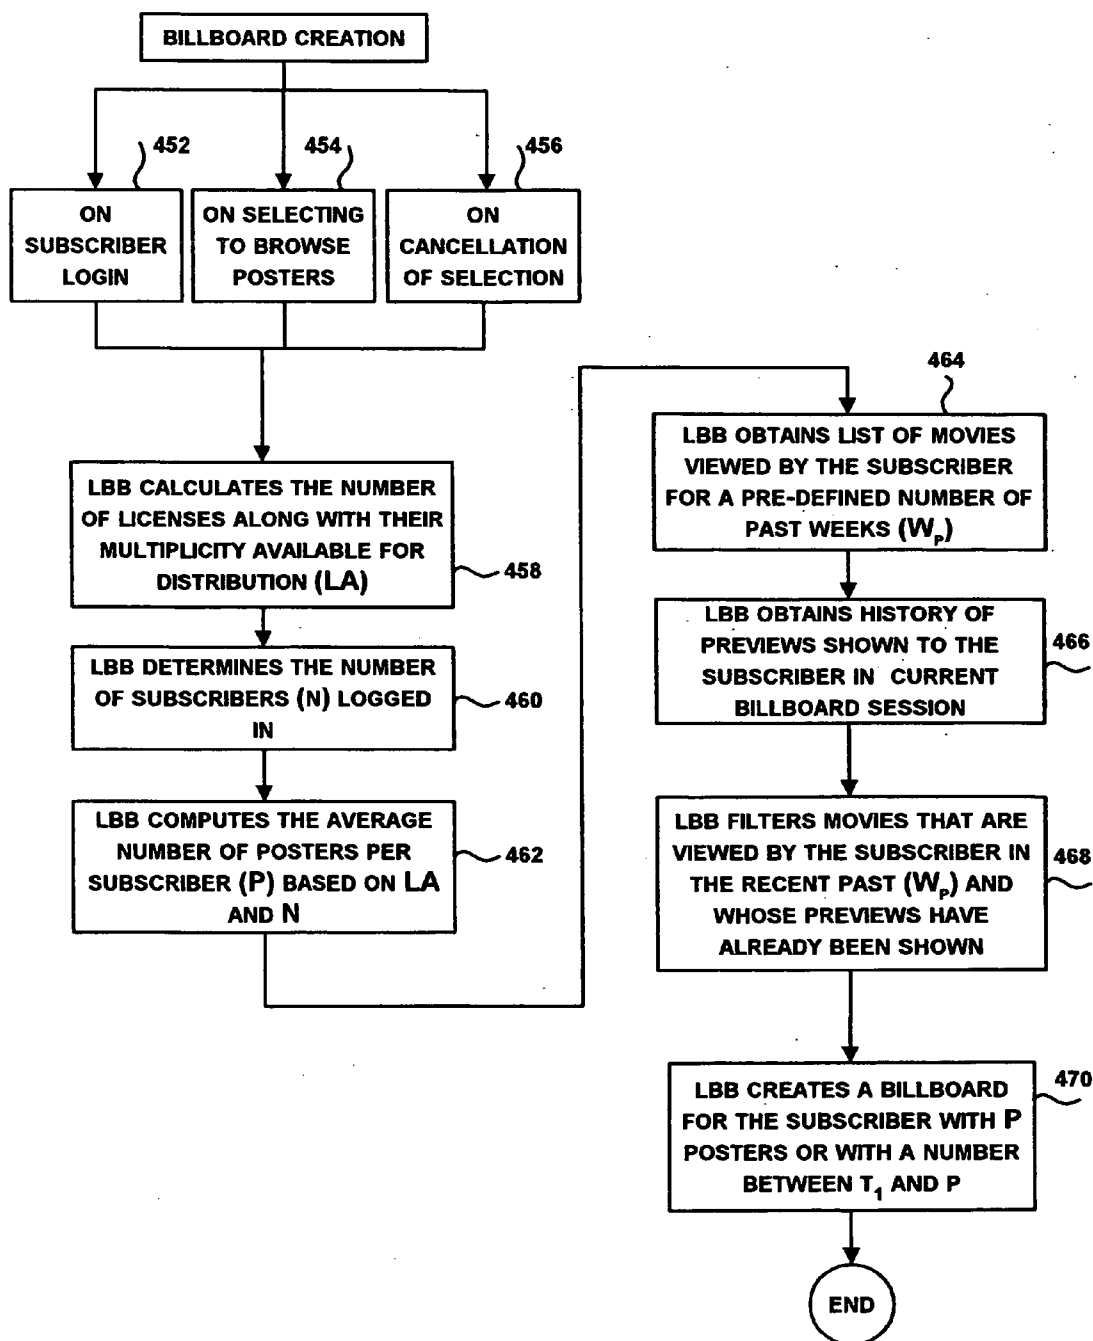 BILLBOARD CREATION
452
454
456
ON
SUBSCRIBER
LOGIN
ON SELECTING
TO BROWSE
POSTERS
ON
CANCELLATION
OF SELECTION
LBB CALCULATES THE NUMBER
OF LICENSES ALONG WITH THEIR
MULTIPLICITY AVAILABLE FOR
DISTRIBUTION (LA)
458
LBB DETERMINES THE NUMBER
OF SUBSCRIBERS (N) LOGGED
IN
460
LBB COMPUTES THE AVERAGE
NUMBER OF POSTERS PER
SUBSCRIBER (P) BASED ON LA
AND N
462
464
LBB OBTAINS LIST OF MOVIES
VIEWED BY THE SUBSCRIBER
FOR A PRE-DEFINED NUMBER OF
PAST WEEKS (Wp)
LBB OBTAINS HISTORY OF
PREVIEWS SHOWN TO THE
SUBSCRIBER IN CURRENT
BILLBOARD SESSION
466
LBB FILTERS MOVIES THAT ARE
VIEWED BY THE SUBSCRIBER IN
THE RECENT PAST (Wp) AND
WHOSE PREVIEWS HAVE
ALREADY BEEN SHOWN
468
LBB CREATES A BILLBOARD
FOR THE SUBSCRIBER WITH P
POSTERS OR WITH A NUMBER
BETWEEN T1 AND P
470
END